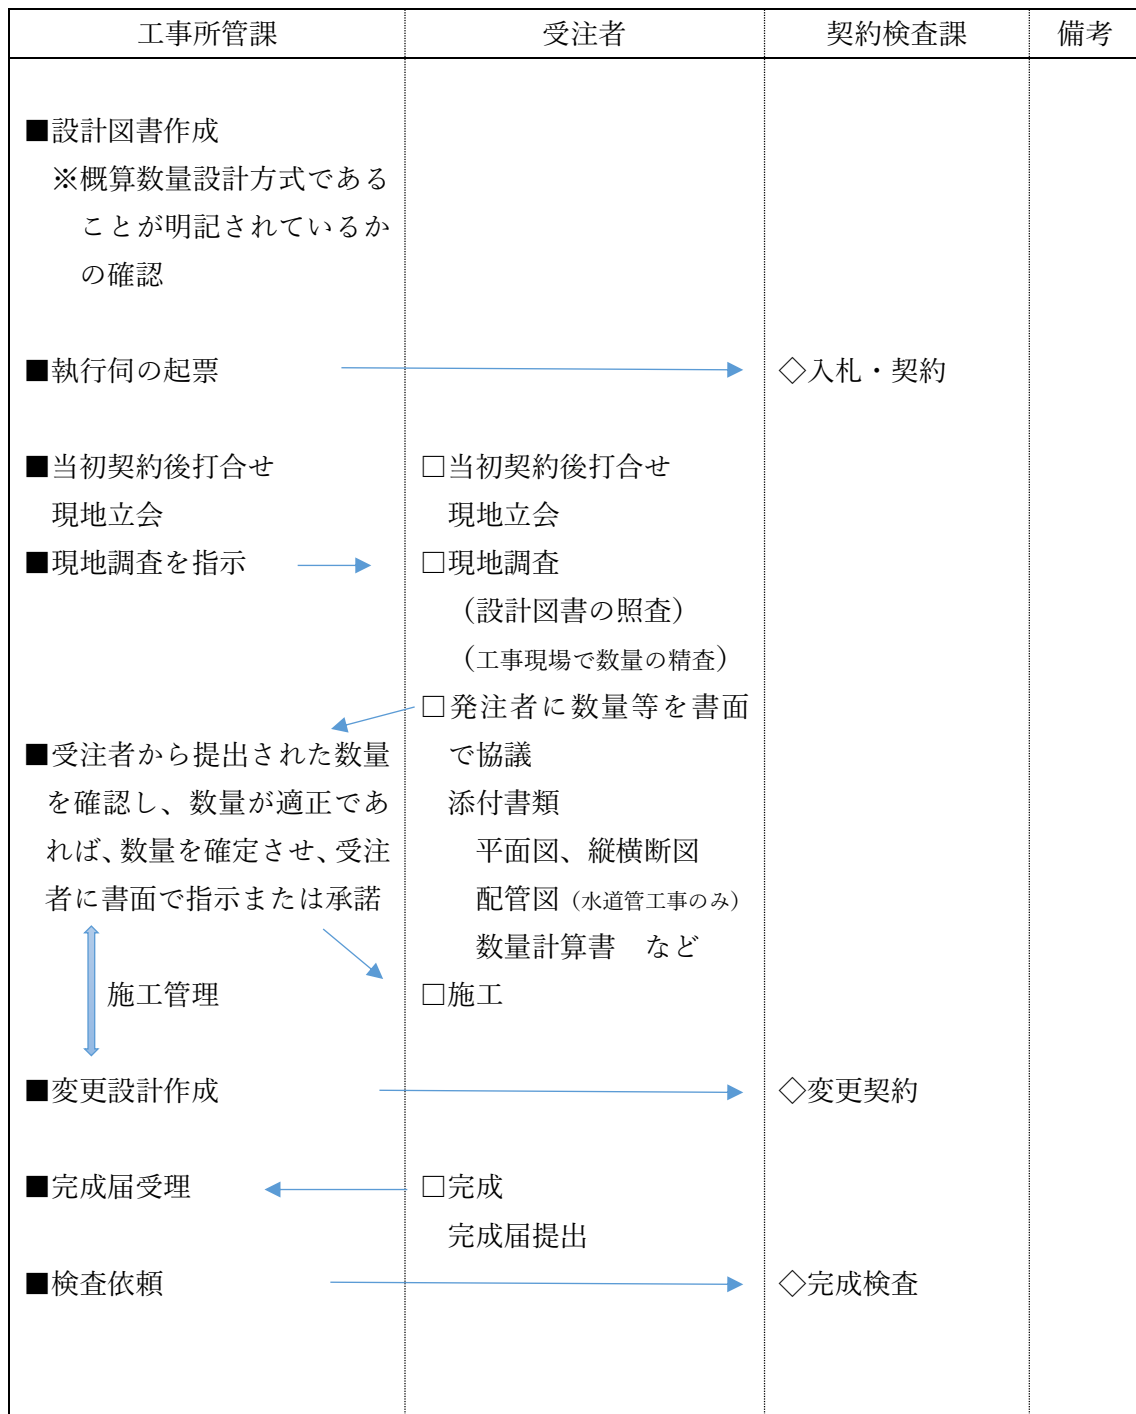 工事所管課
受注者
契約検査課
備考
■設計図書作成
※概算数量設計方式である
ことが明記されているか
の確認
■執行伺の起票
◇入札・契約
■当初契約後打合せ
現地立会
□当初契約後打合せ
現地立会
■現地調査を指示
□現地調査
（設計図書の照査）
（工事現場で数量の精査）
□発注者に数量等を書面
で協議
添付書類
平面図、縦横断図
配管図（水道管工事のみ）
数量計算書　など
■受注者から提出された数量
を確認し、数量が適正であ
れば、数量を確定させ、受注
者に書面で指示または承諾
施工管理
□施工
■変更設計作成
◇変更契約
■完成届受理
□完成
完成届提出
■検査依頼
◇完成検査